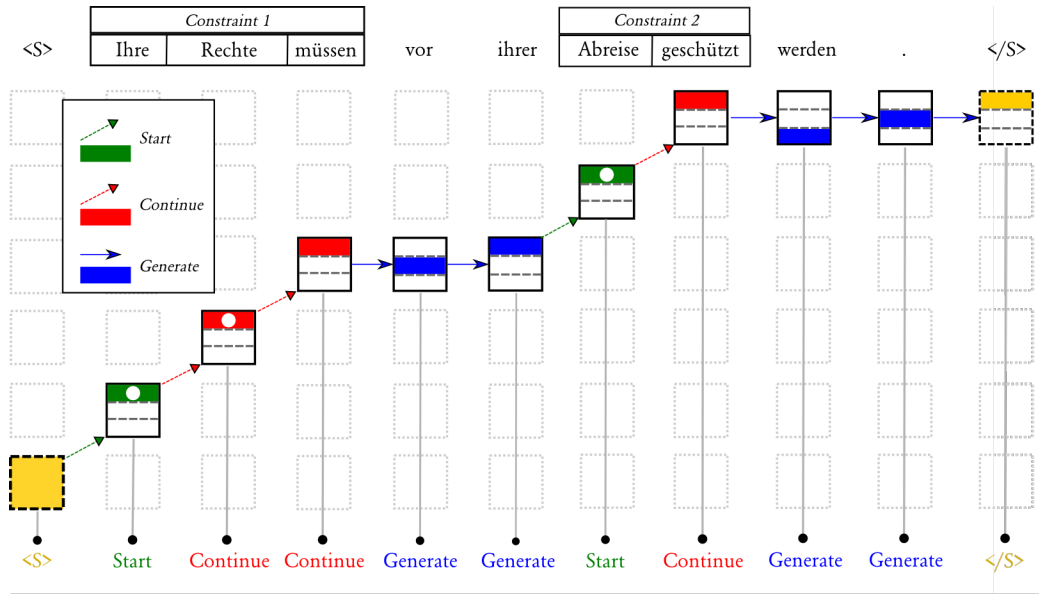 Constraint 1 Constraint 2
<S> Ihre Rechte müssen vor ihrer Abreise geschützt werden . </S>
Start
Continue
Generate
<S> Start Continue Continue Generate Generate Start Continue Generate Generate </S>